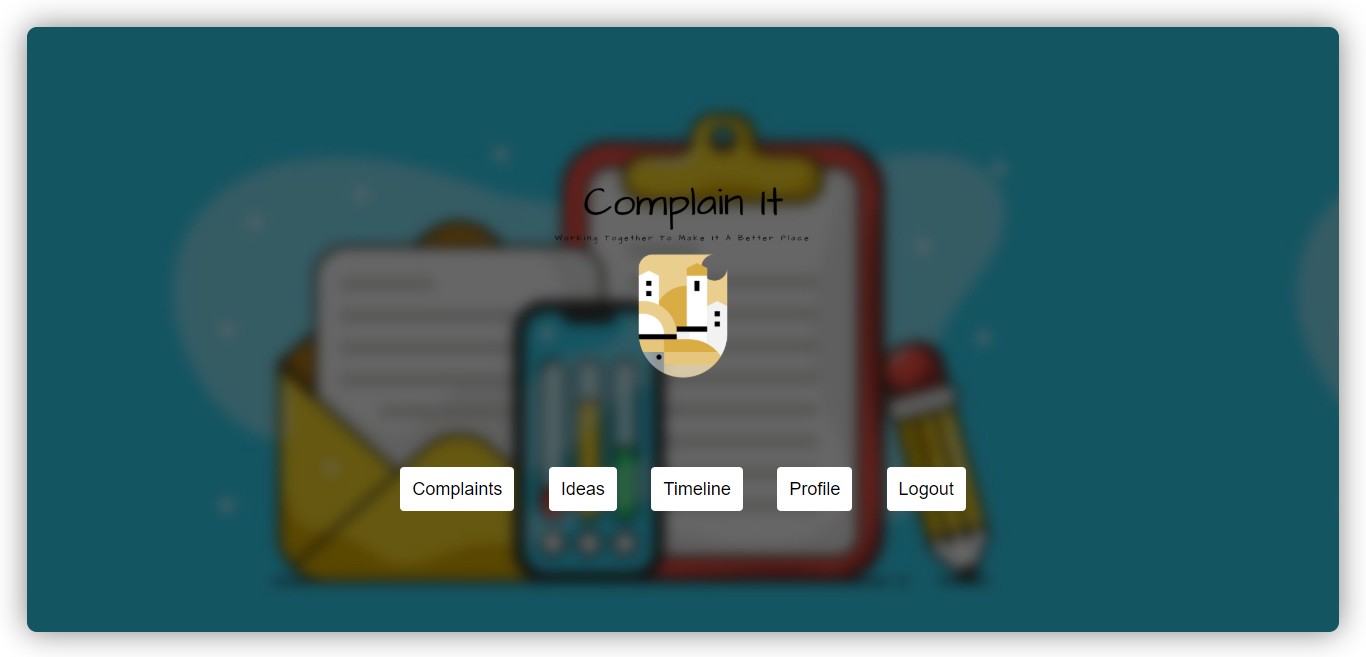 Complain It
Working Together To Make It A Better Place
Complaints
Ideas
Timeline
Profile
Logout